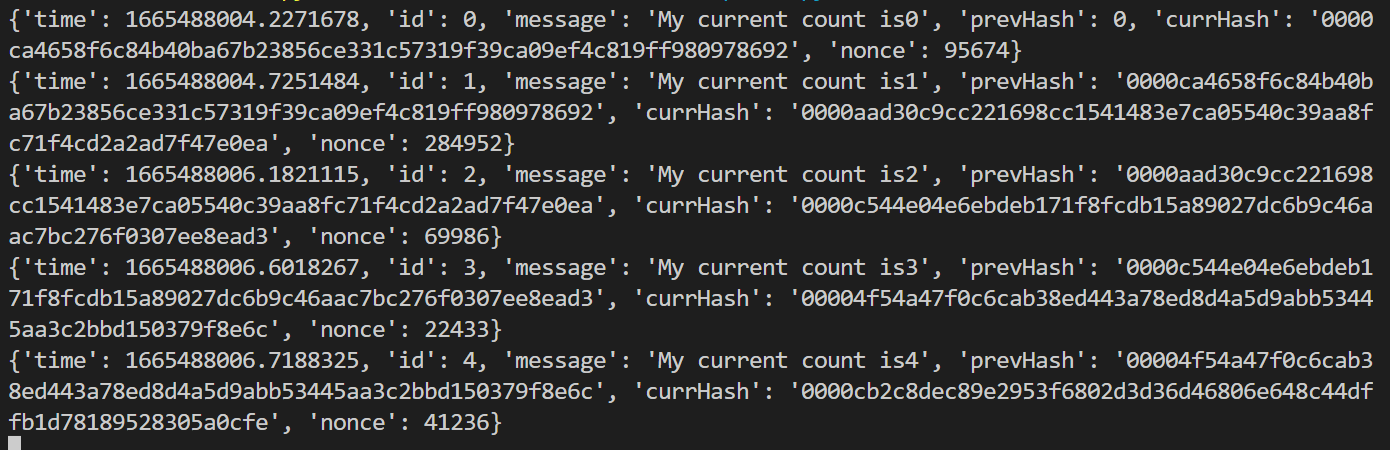 {'time': 1665488004.2271678, 'id': 0, 'message': 'My current count is0', 'prevHash': 0, 'currHash': '0000
ca4658f6c84b40ba67b23856ce331c57319f39ca09ef4c819ff980978692', 'nonce': 95674}
{'time': 1665488004.7251484, 'id': 1, 'message': 'My current count is1', 'prevHash': '0000ca4658f6c84b40b
a67b23856ce331c57319f39ca09ef4c819ff980978692', 'currHash': '0000aad30c9cc221698cc1541483e7ca05540c39aa8f
c71f4cd2a2ad7f47e0ea', 'nonce': 284952}
{'time': 1665488006.1821115, 'id': 2, 'message': 'My current count is2', 'prevHash': '0000aad30c9cc221698
cc1541483e7ca05540c39aa8fc71f4cd2a2ad7f47e0ea', 'currHash': '0000c544e04e6ebdeb171f8fcdb15a89027dc6b9c46a
ac7bc276f0307ee8ead3', 'nonce': 69986}
{'time': 1665488006.6018267, 'id': 3, 'message': 'My current count is3', 'prevHash': '0000c544e04e6ebdeb1
71f8fcdb15a89027dc6b9c46aac7bc276f0307ee8ead3', 'currHash': '00004f54a47f0c6cab38ed443a78ed8d4a5d9abb5344
5aa3c2bbd150379f8e6c', 'nonce': 22433}
{'time': 1665488006.7188325, 'id': 4, 'message': 'My current count is4', 'prevHash': '00004f54a47f0c6cab3
8ed443a78ed8d4a5d9abb53445aa3c2bbd150379f8e6c', 'currHash': '0000cb2c8dec89e2953f6802d3d36d46806e648c44df
fb1d78189528305a0cfe', 'nonce': 41236}